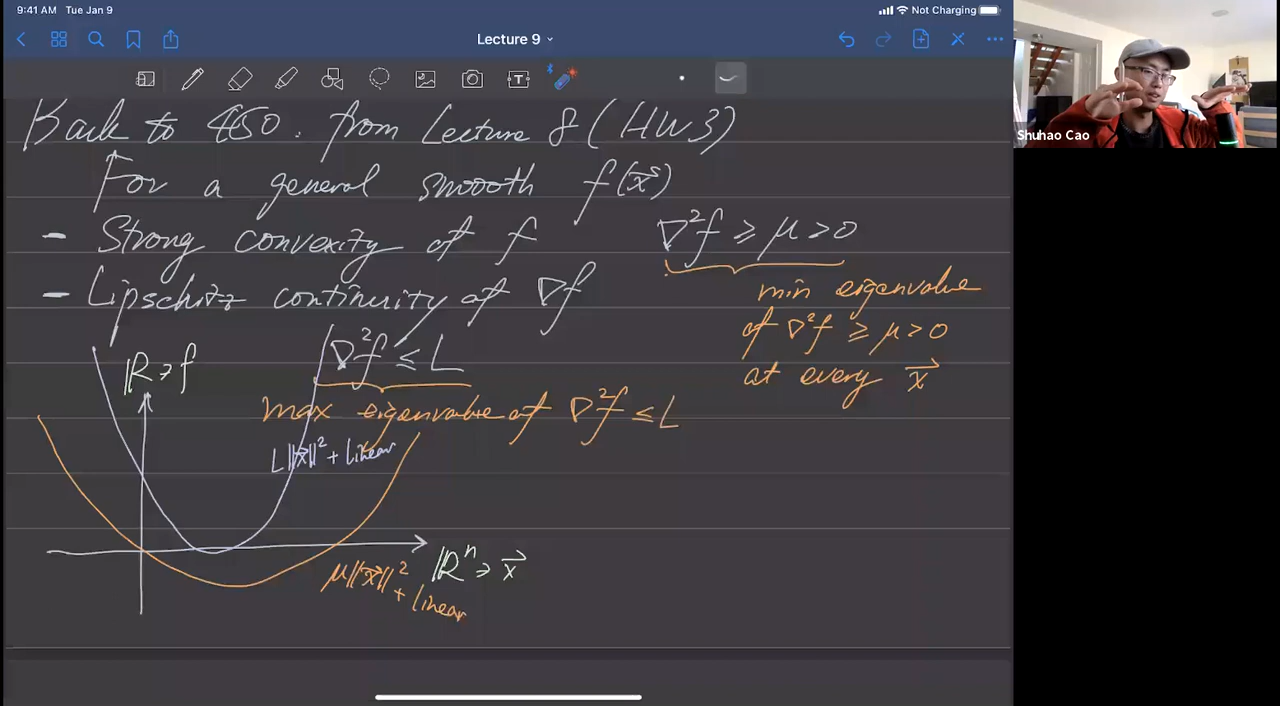 9:41 AM Tue Jan 9
Not Charging
Lecture 9
Shuhao Cao
Back to 450. from Lecture 8 (HW3)
For a general smooth f(x⃗)
- Strong convexity of f ∇²f ≥ μ > 0
min eigenvalue
of ∇²f ≥ μ > 0
at every x⃗
- Lipschitz continuity of ∇f
∇²f ≤ L
max eigenvalue of ∇²f ≤ L
ℝ ∋ f
L||x⃗||² + Linear
ℝⁿ ∋ x⃗
μ||x⃗||²
+ Linear